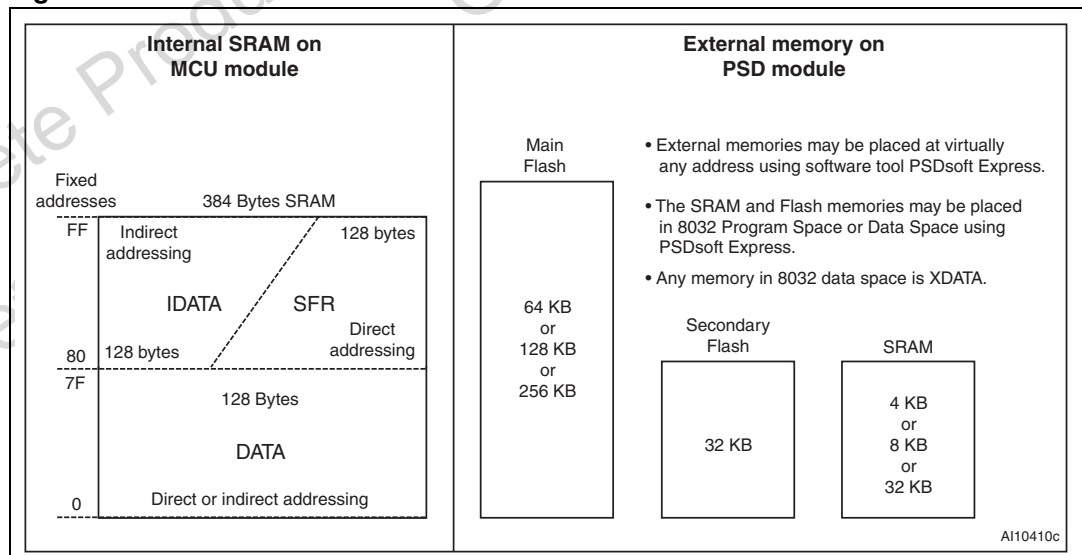 Internal SRAM on
MCU module
Fixed
addresses
384 Bytes SRAM
FF
Indirect
addressing
128 bytes
IDATA
SFR
Direct
addressing
80
128 bytes
7F
128 Bytes
DATA
0
Direct or indirect addressing
External memory on
PSD module
Main
Flash
64 KB
or
128 KB
or
256 KB
• External memories may be placed at virtually
any address using software tool PSDsoft Express.
• The SRAM and Flash memories may be placed
in 8032 Program Space or Data Space using
PSDsoft Express.
• Any memory in 8032 data space is XDATA.
Secondary
Flash
32 KB
SRAM
4 KB
or
8 KB
or
32 KB
AI10410c